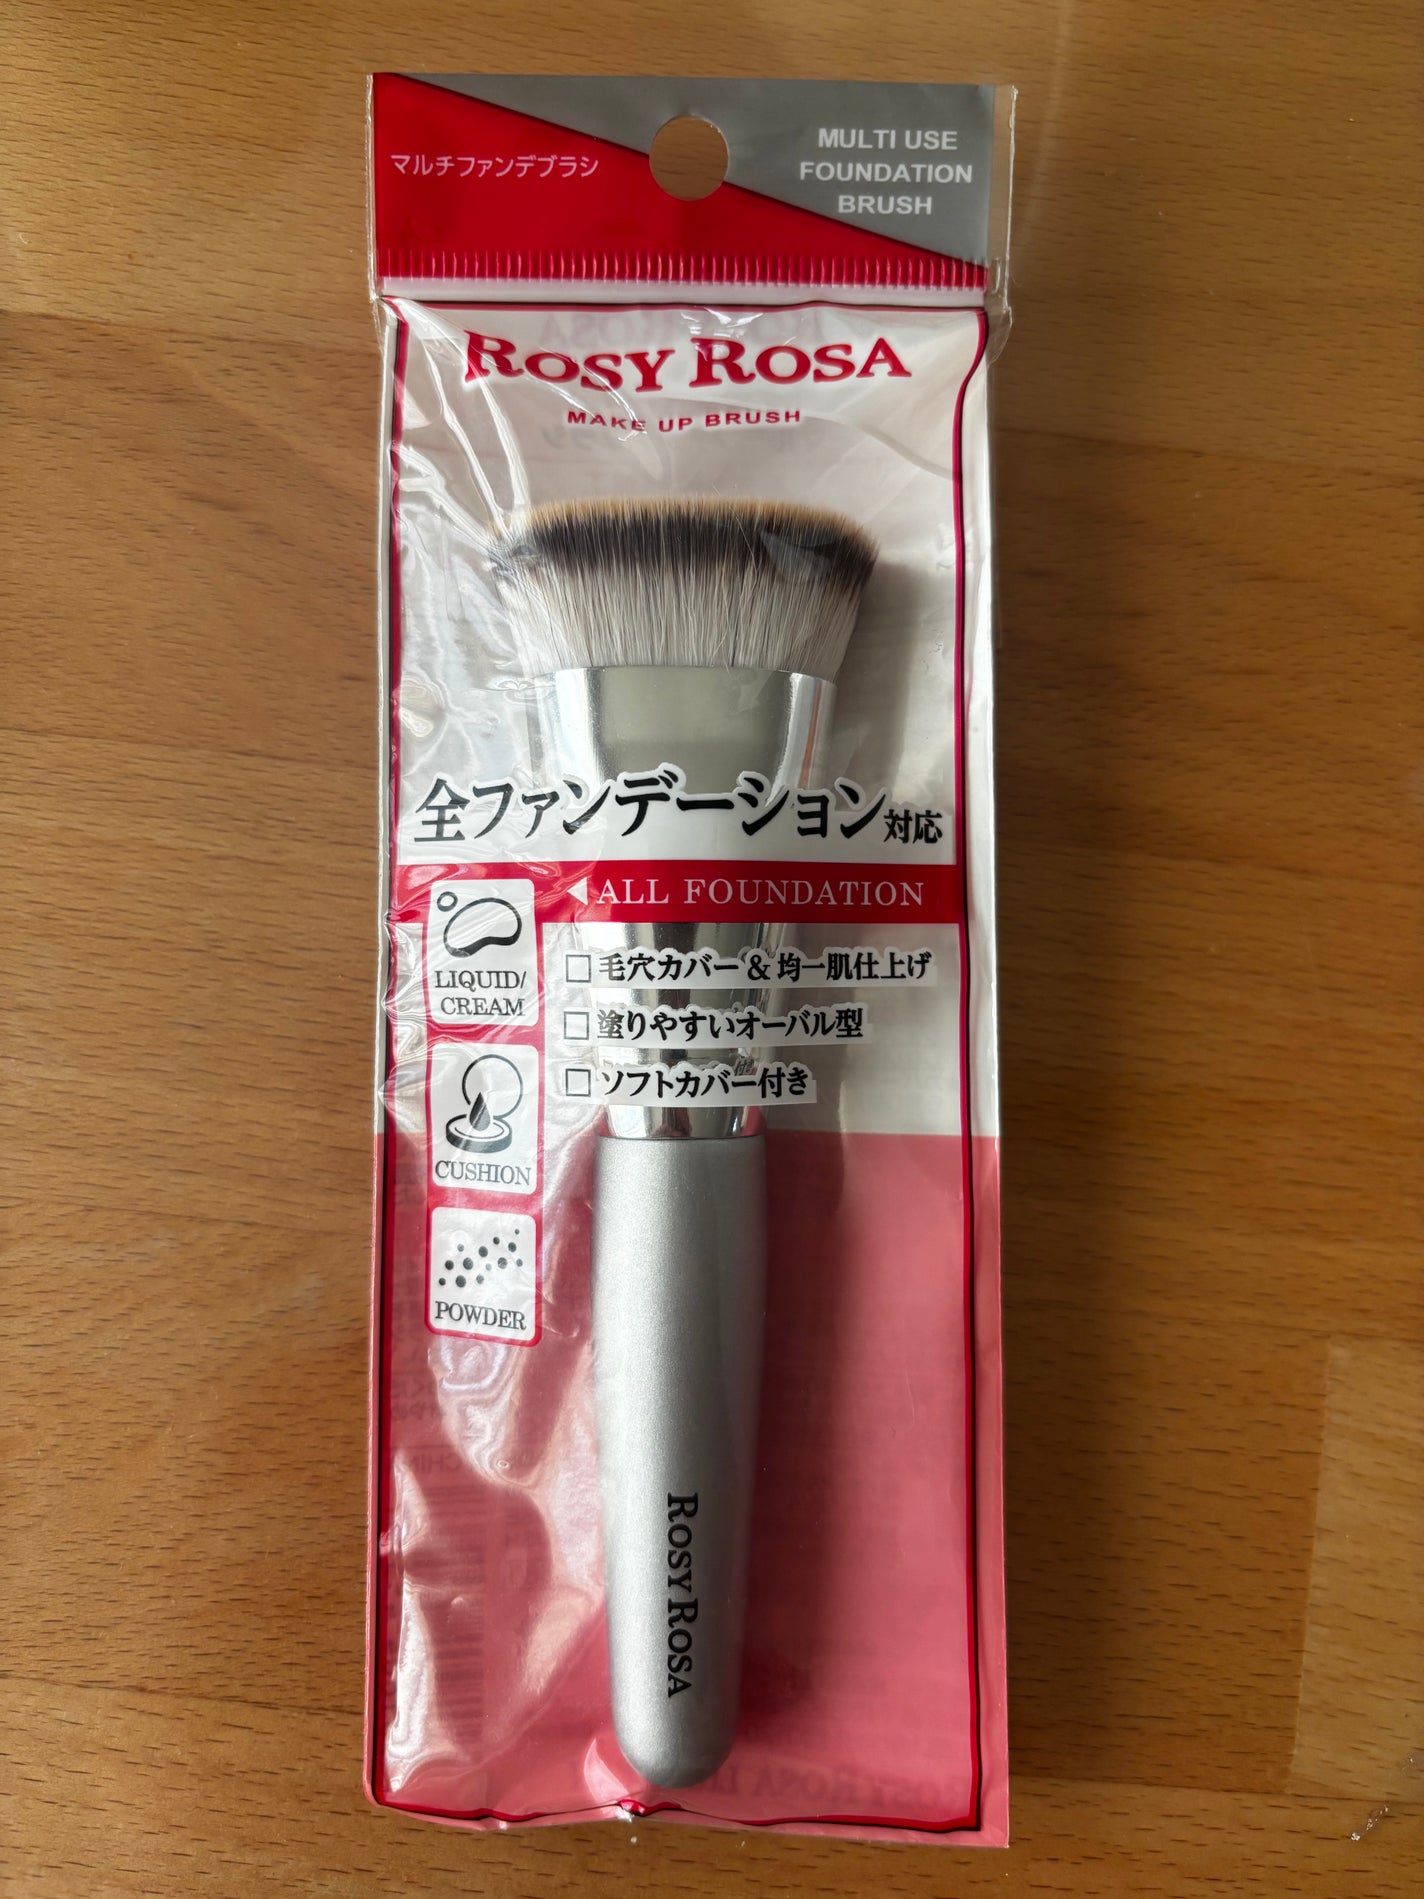 マルチファンデブラシ
MULTI USE
FOUNDATION
BRUSH
ROSY ROSA
MAKE UP BRUSH
全ファンデーション対応
ALL FOUNDATION
LIQUID/
CREAM
□毛穴カバー&均一肌仕上げ
□塗りやすいオーバル型
□ソフトカバー付き
CUSHION
POWDER
ROSY ROSA